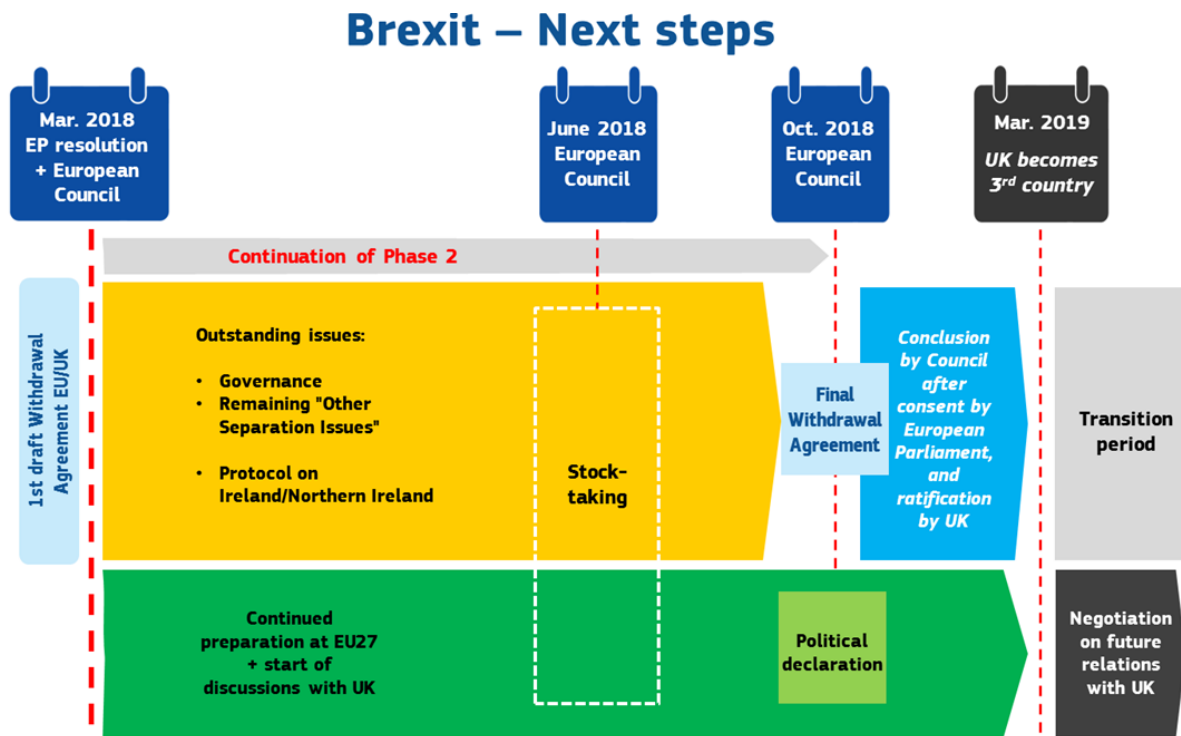 Brexit – Next steps
Mar. 2018
EP resolution
+ European
Council
June 2018
European
Council
Oct. 2018
European
Council
Mar. 2019
UK becomes
3rd country
Continuation of Phase 2
1st draft Withdrawal
Agreement EU/UK
Outstanding issues:
• Governance
• Remaining "Other
Separation Issues"
• Protocol on
Ireland/Northern Ireland
Stock-
taking
Final
Withdrawal
Agreement
Conclusion
by Council
after
consent by
European
Parliament,
and
ratification
by UK
Transition
period
Continued
preparation at EU27
+ start of
discussions with UK
Political
declaration
Negotiation
on future
relations
with UK